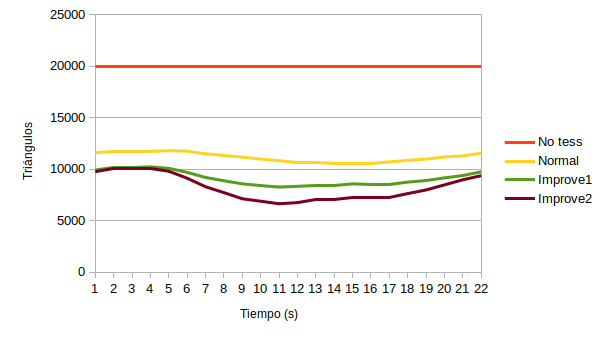 25000
20000
15000
10000
5000
0
Triángulos
1 2 3 4 5 6 7 8 9 10 11 12 13 14 15 16 17 18 19 20 21 22
Tiempo (s)
No tess
Normal
Improve1
Improve2